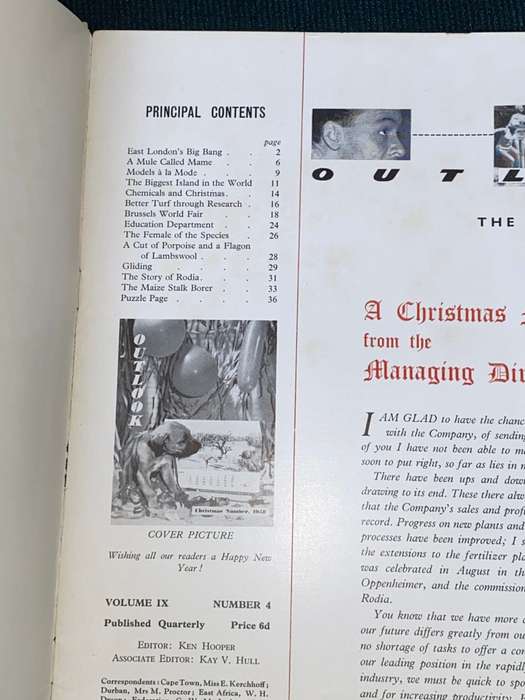 PRINCIPAL CONTENTS
page
East London's Big Bang . . 2
A Mule Called Mame . . 6
Models à la Mode . . . 9
The Biggest Island in the World 11
Chemicals and Christmas . . 14
Better Turf through Research . 16
Brussels World Fair . . 18
Education Department . . 24
The Female of the Species . 26
A Cut of Porpoise and a Flagon
of Lambswool . . . 28
Gliding . . . . 29
The Story of Rodia . . . 31
The Maize Stalk Borer . . 33
Puzzle Page . . . . 36
OUTLOOK
Christmas Number, 1958
COVER PICTURE
Wishing all our readers a Happy New
Year!
VOLUME IX NUMBER 4
Published Quarterly Price 6d
EDITOR: KEN HOOPER
ASSOCIATE EDITOR: KAY V. HULL
Correspondents: Cape Town, Miss E. Kerchhoff;
Durban, Mrs M. Proctor; East Africa, W. H.
OUTL
THE
A Christmas
from the
Managing Di
I AM GLAD to have the chanc
with the Company, of sending
of you I have not been able to m
soon to put right, so far as lies in m
There have been ups and dow
drawing to its end. These there alw
that the Company's sales and prof
record. Progress on new plants and
processes have been improved; I s
the extensions to the fertilizer pla
was celebrated in August in th
Oppenheimer, and the commission
Rodia.
You know that we have more c
our future differs greatly from ou
no shortage of tasks to offer a con
our leading position in the rapidl
industry, we must be quick to spo
and for increasing productivity.